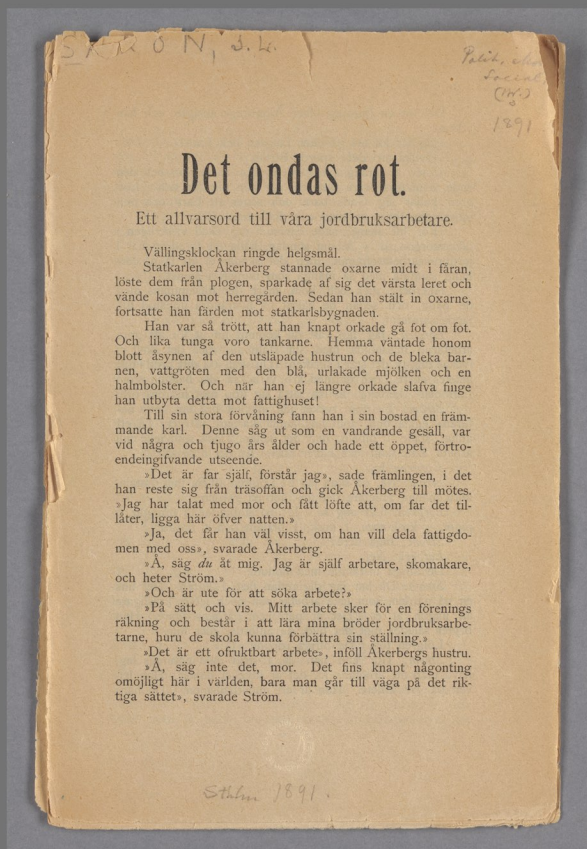 SAXON, J.L.
Polit.
Social.
1891
Det ondas rot.
Ett allvarsord till våra jordbruksarbetare.
Vällingsklockan ringde helgsmål.
Statkarlen Åkerberg stannade oxarne midt i fåran,
löste dem från plogen, sparkade af sig det värsta leret och
vände kosan mot herregården. Sedan han stält in oxarne,
fortsatte han färden mot statkarlsbygnaden.
Han var så trött, att han knapt orkade gå fot om fot.
Och lika tunga voro tankarne. Hemma väntade honom
blott åsynen af den utsläpade hustrun och de bleka bar-
nen, vattgröten med den blå, urlakade mjölken och en
halmbolster. Och när han ej längre orkade slafva finge
han utbyta detta mot fattighuset!
Till sin stora förvåning fann han i sin bostad en främ-
mande karl. Denne såg ut som en vandrande gesäll, var
vid några och tjugo års ålder och hade ett öppet, förtro-
endeingifvande utseende.
»Det är far själf, förstår jag», sade främlingen, i det
han reste sig från träsoffan och gick Åkerberg till mötes.
»Jag har talat med mor och fått löfte att, om far det til-
låter, ligga här öfver natten.»
»Ja, det får han väl visst, om han vill dela fattigdo-
men med oss», svarade Åkerberg.
»Å, säg du åt mig. Jag är själf arbetare, skomakare,
och heter Ström.»
»Och är ute för att söka arbete?»
»På sätt och vis. Mitt arbete sker för en förenings
räkning och består i att lära mina bröder jordbruksarbe-
tarne, huru de skola kunna förbättra sin ställning.»
»Det är ett ofruktbart arbete», inföll Åkerbergs hustru.
»Å, säg inte det, mor. Det fins knapt någonting
omöjligt här i världen, bara man går till väga på det rik-
tiga sättet», svarade Ström.
Sthlm 1891.